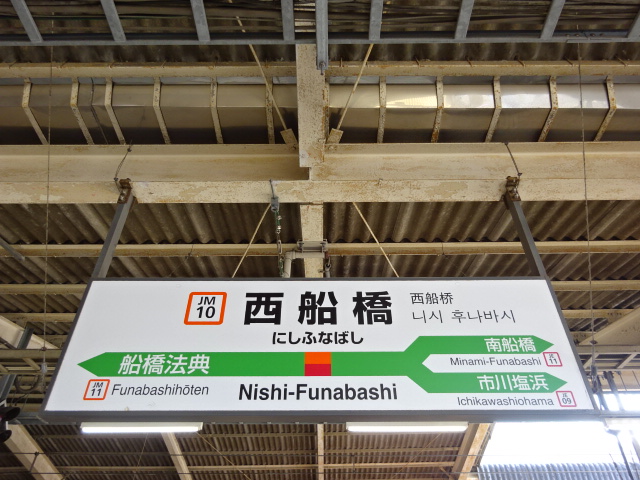 JM
10
西船橋
西船桥
니시 후나바시
にしふなばし
船橋法典
JM
11
Funabashihōten
Nishi-Funabashi
南船橋
Minami-Funabashi
JE
11
市川塩浜
Ichikawashiohama
JE
09